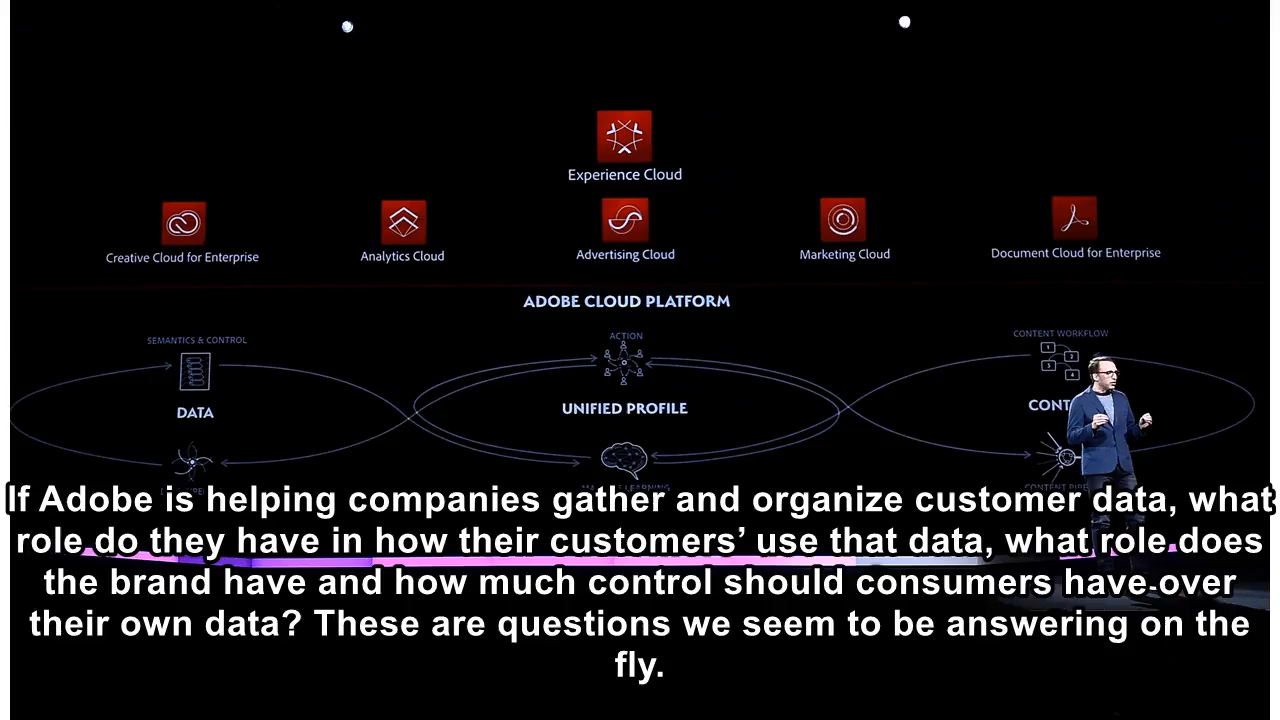 Experience Cloud
Creative Cloud for Enterprise
Analytics Cloud
Advertising Cloud
Marketing Cloud
Document Cloud for Enterprise
ADOBE CLOUD PLATFORM
SEMANTICS & CONTROL
ACTION
CONTENT WORKFLOW
1
2
3
4
DATA
UNIFIED PROFILE
If Adobe is helping companies gather and organize customer data, what
role do they have in how their customers’ use that data, what role does
the brand have and how much control should consumers have over
their own data? These are questions we seem to be answering on the
fly.